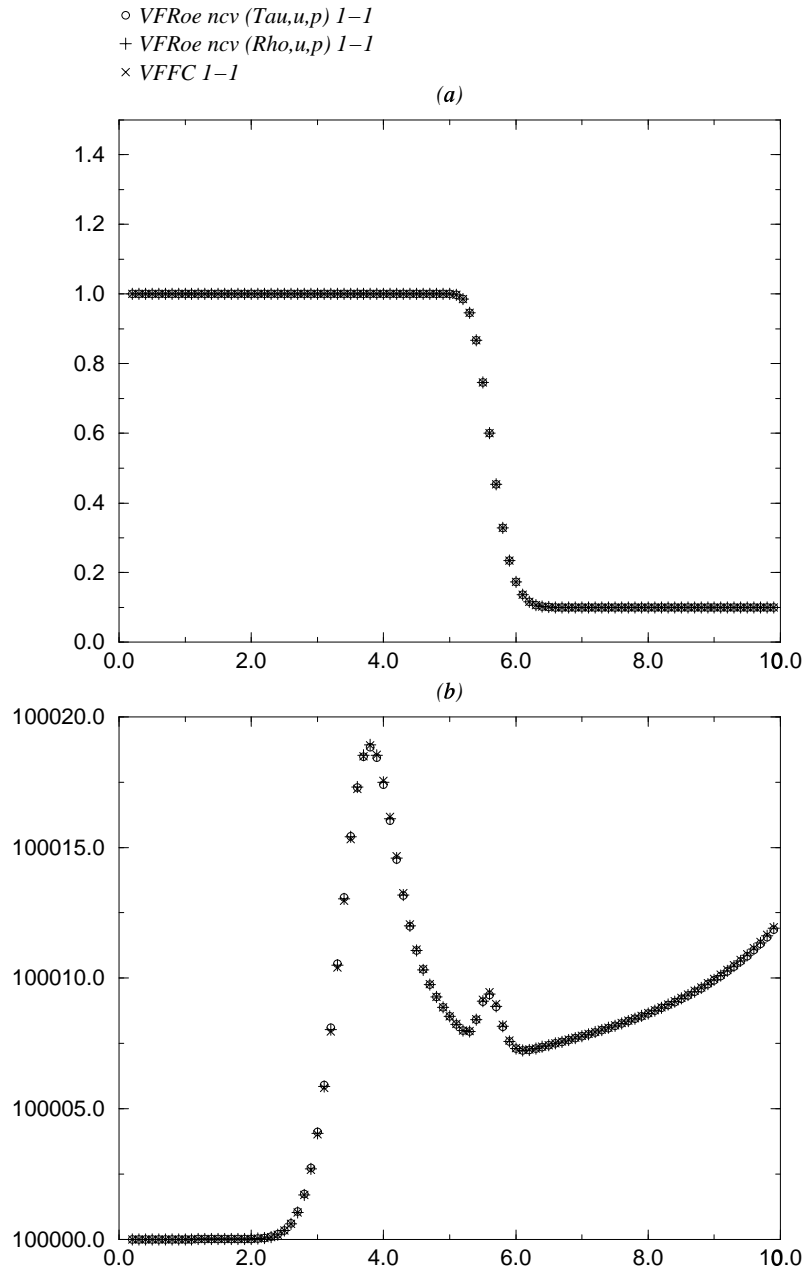 ○ VFRoe ncv (Tau,u,p) 1–1
+ VFRoe ncv (Rho,u,p) 1–1
× VFFC 1–1
(a)
1.4
1.2
1.0
0.8
0.6
0.4
0.2
0.0
0.0 2.0 4.0 6.0 8.0 10.0
(b)
100020.0
100015.0
100010.0
100005.0
100000.0
0.0 2.0 4.0 6.0 8.0 10.0